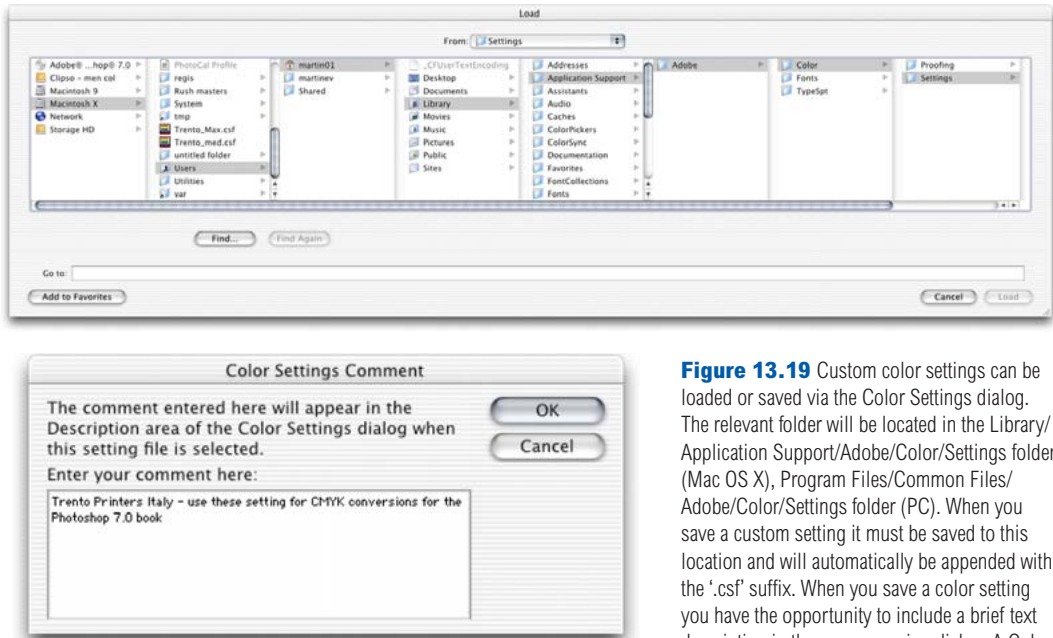 Load
From: Settings
Adobe® ...hop® 7.0
Clipso - men col
Macintosh 9
Macintosh X
Network
Storage HD
PhotoCal Profile
regis
Rush masters
System
tmp
Trento_Max.csf
Trento_med.csf
untitled folder
Users
Utilities
var
martin01
martinev
Shared
.CFUserTextEncoding
Desktop
Documents
Library
Movies
Music
Pictures
Public
Sites
Addresses
Application Support
Assistants
Audio
Caches
ColorPickers
ColorSync
Documentation
Favorites
FontCollections
Fonts
Adobe
Color
Fonts
TypeSpt
Proofing
Settings
Find...
Find Again
Go to:
Add to Favorites
Cancel
Load
Color Settings Comment
The comment entered here will appear in the
Description area of the Color Settings dialog when
this setting file is selected.
Enter your comment here:
Trento Printers Italy - use these setting for CMYK conversions for the
Photoshop 7.0 book
OK
Cancel
Figure 13.19 Custom color settings can be
loaded or saved via the Color Settings dialog.
The relevant folder will be located in the Library/
Application Support/Adobe/Color/Settings folder
(Mac OS X), Program Files/Common Files/
Adobe/Color/Settings folder (PC). When you
save a custom setting it must be saved to this
location and will automatically be appended with
the ‘.csf’ suffix. When you save a color setting
you have the opportunity to include a brief text